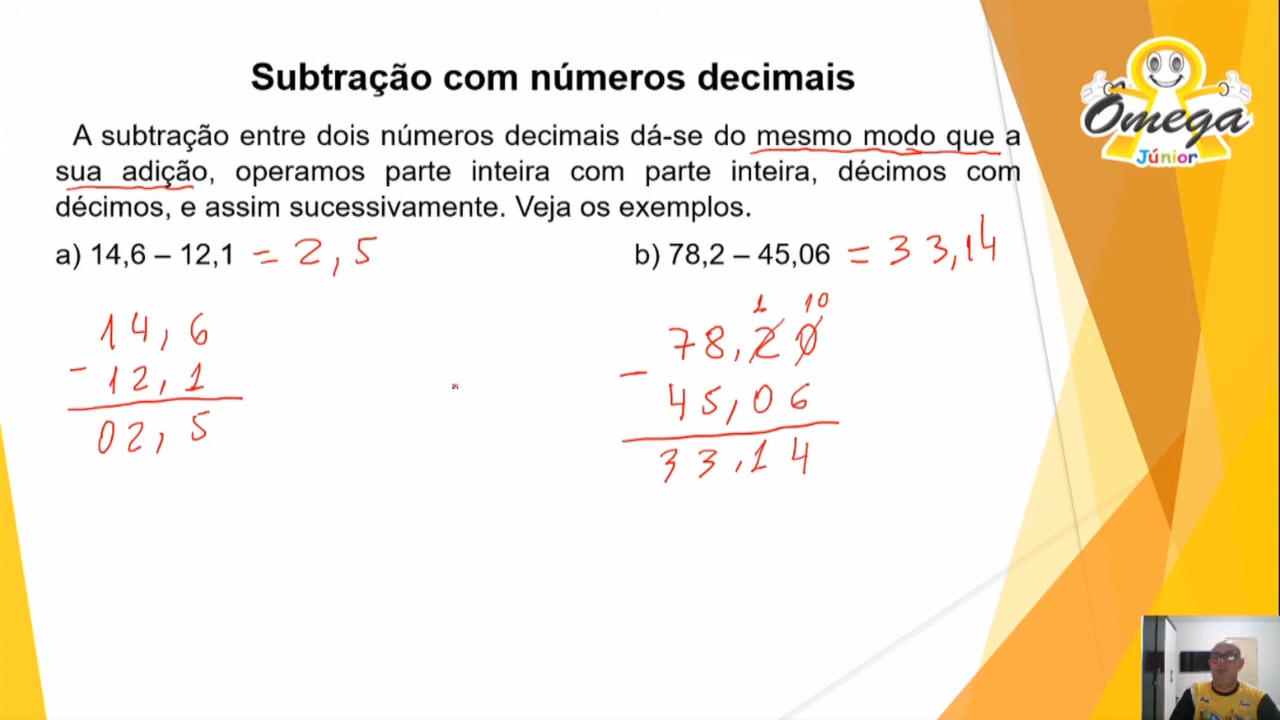 Subtração com números decimais
A subtração entre dois números decimais dá-se do mesmo modo que a
sua adição, operamos parte inteira com parte inteira, décimos com
décimos, e assim sucessivamente. Veja os exemplos.
a) 14,6 – 12,1 = 2,5
b) 78,2 – 45,06 = 33,14
14,6
- 12,1
02,5
1 10
78,20
- 45,06
33,14
Ômega
Júnior